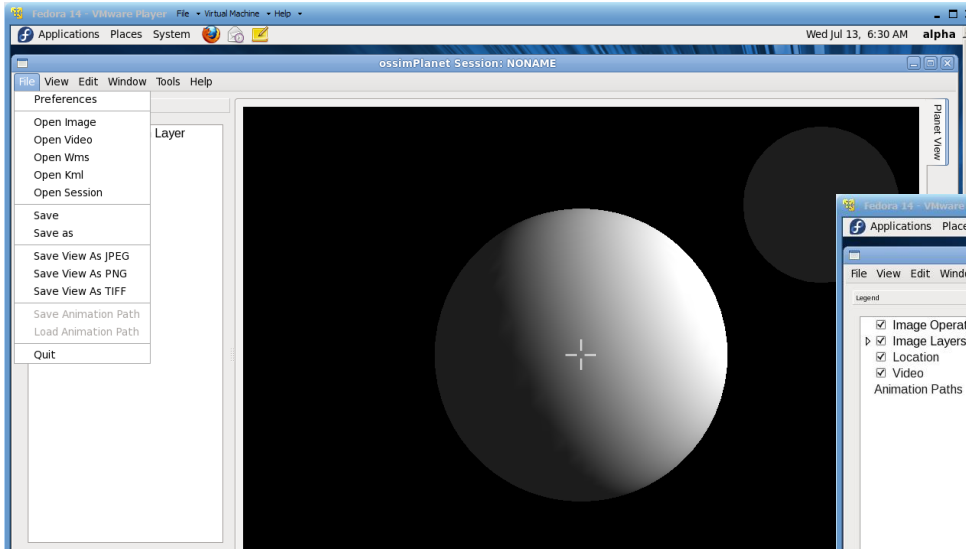 Fedora 14 - VMware Player File Virtual Machine Help
Applications Places System
Wed Jul 13, 6:30 AM alpha
ossimPlanet Session: NONAME
File View Edit Window Tools Help
Preferences
Open Image
Open Video
Open Wms
Open Kml
Open Session
Save
Save as
Save View As JPEG
Save View As PNG
Save View As TIFF
Save Animation Path
Load Animation Path
Quit
Layer
Planet View
Fedora 14 - VMware
Applications Place
File View Edit Windo
Legend
Image Operat
Image Layers
Location
Video
Animation Paths